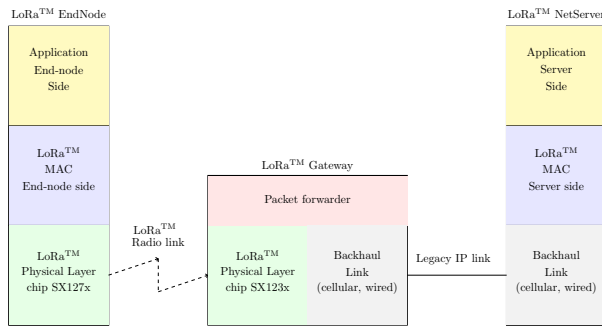 LoRa™ EndNode
Application
End-node
Side
LoRa™
MAC
End-node side
LoRa™
Physical Layer
chip SX127x
LoRa™
Radio link
LoRa™ Gateway
Packet forwarder
LoRa™
Physical Layer
chip SX123x
Backhaul
Link
(cellular, wired)
Legacy IP link
LoRa™ NetServer
Application
Server
Side
LoRa™
MAC
Server side
Backhaul
Link
(cellular, wired)